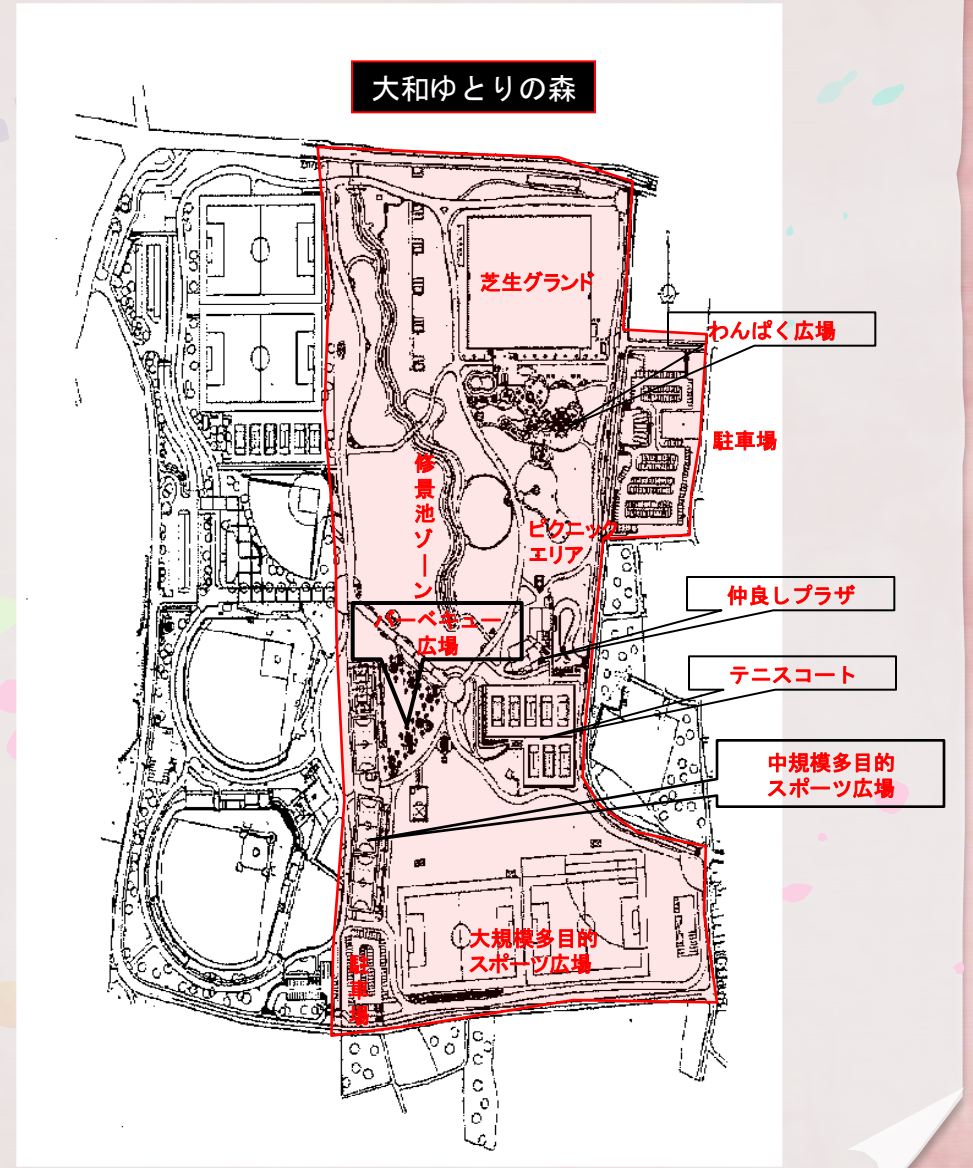 大和ゆとりの森
芝生グランド
わんぱく広場
駐車場
修景池ゾーン
ピクニック
エリア
仲良しプラザ
バーベキュー
広場
テニスコート
中規模多目的
スポーツ広場
大規模多目的
スポーツ広場
駐車場